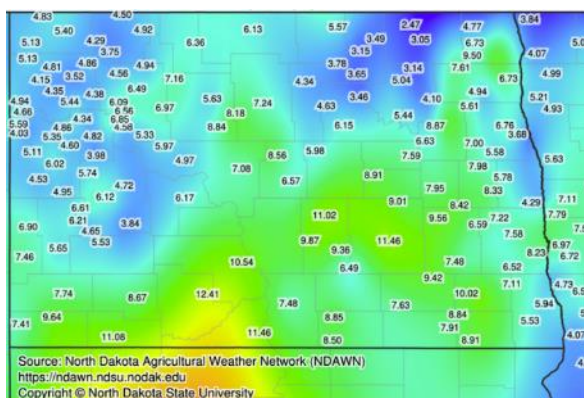 4.83 4.50 6.13 5.57 2.47 4.77 3.84
5.40 4.92 3.49 3.05 6.73
5.13 4.29 6.36 3.15 9.50 4.07
5.13 3.75
4.81 4.86 4.94 3.78 3.14 7.61 4.99
4.15 3.52 4.56 7.16 4.34 3.65 5.04 6.73
4.35 4.38 6.49 4.94
4.94 5.44 6.09 6.97 5.63 7.24 4.63 3.46 4.10 5.61 5.21
4.66 4.34 6.56 8.18 5.44 4.93
5.59 4.86 6.85 8.84 6.15 8.87 6.76
4.03 5.35 4.82 4.58 5.33 6.63 7.00 3.68
5.11 4.60 3.98 5.97 8.56 5.98 7.59 5.58 5.63
6.02 4.97 7.08 7.98
4.53 5.74 4.72 6.57 8.91 7.95 5.78
4.95 6.12 6.17 9.01 8.33 4.29 7.11
6.61 11.02 8.42 7.79
6.90 6.21 3.84 9.56 6.59 7.22
4.65 7.58
5.65 5.53 9.87 9.36 11.46 6.97
7.46 10.54 6.49 7.48 8.23 6.72
9.42 6.52
7.74 8.67 12.41 7.48 7.63 10.02 7.11 4.73
9.64 8.85 8.84 5.94
7.41 11.08 11.46 8.50 7.91 8.91 5.53 4.07
Source: North Dakota Agricultural Weather Network (NDAWN)
https://ndawn.ndsu.nodak.edu
Copyright © North Dakota State University